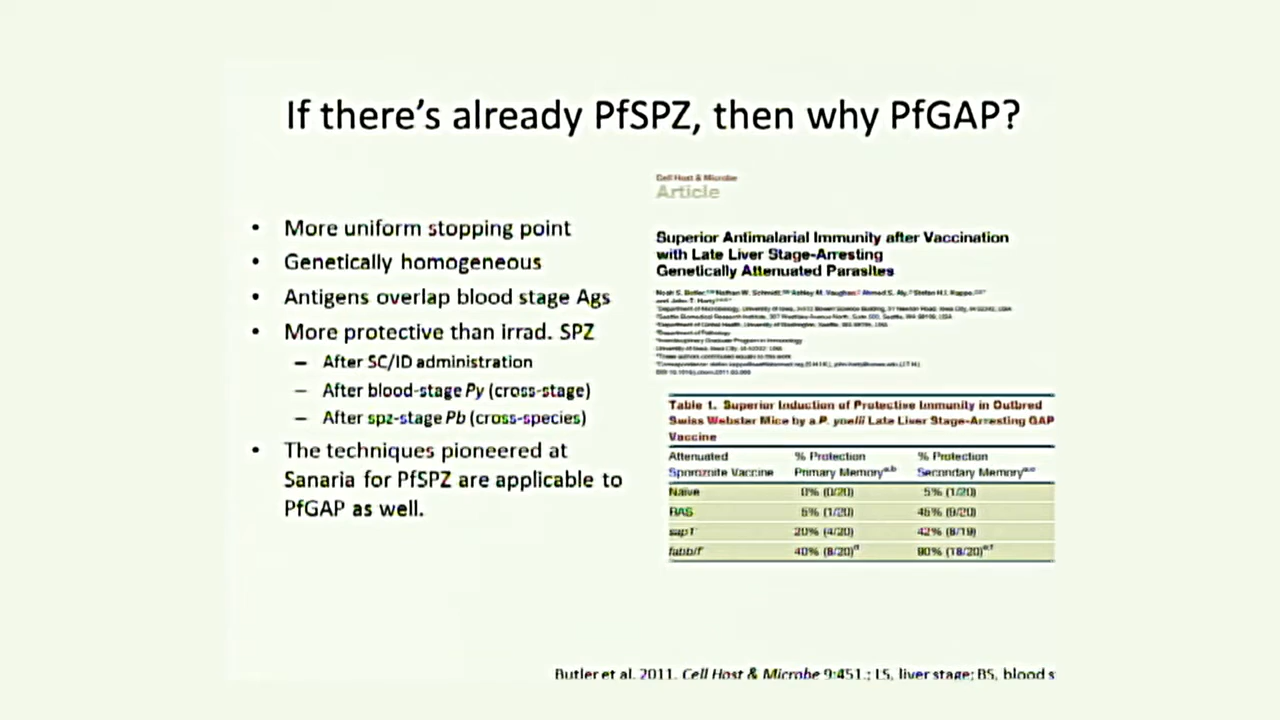 If there's already PfSPZ, then why PfGAP?
• More uniform stopping point
• Genetically homogeneous
• Antigens overlap blood stage Ags
• More protective than irrad. SPZ
– After SC/ID administration
– After blood-stage Py (cross-stage)
– After spz-stage Pb (cross-species)
• The techniques pioneered at
Sanaria for PfSPZ are applicable to
PfGAP as well.
Cell Host & Microbe
Article
Superior Antimalarial Immunity after Vaccination
with Late Liver Stage-Arresting
Genetically Attenuated Parasites
Table 1. Superior Induction of Protective Immunity in Outbred
Swiss Webster Mice by a P. yoelii Late Liver Stage-Arresting GAP
Vaccine
Attenuated % Protection % Protection
Sporozoite Vaccine Primary Memory Secondary Memory
Naive 0% (0/20) 5% (1/20)
RAS 5% (1/20) 45% (9/20)
sap1 20% (4/20) 42% (8/19)
fabb/f 40% (8/20) 90% (18/20)
Butler et al. 2011. Cell Host & Microbe 9:451.; LS, liver stage; BS, blood s